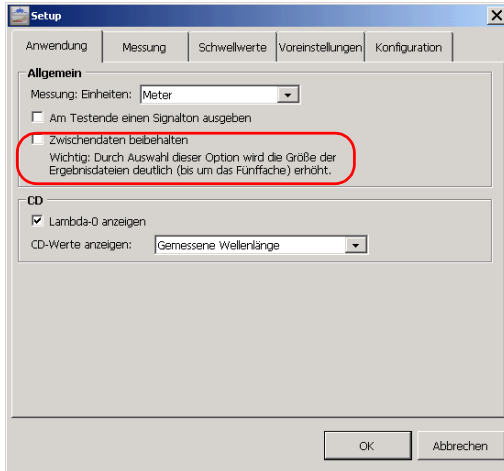 Setup
Anwendung Messung Schwellwerte Voreinstellungen Konfiguration
Allgemein
Messung: Einheiten: Meter
Am Testende einen Signalton ausgeben
Zwischendaten beibehalten
Wichtig: Durch Auswahl dieser Option wird die Größe der
Ergebnisdateien deutlich (bis um das Fünffache) erhöht.
CD
Lambda-0 anzeigen
CD-Werte anzeigen: Gemessene Wellenlänge
OK Abbrechen